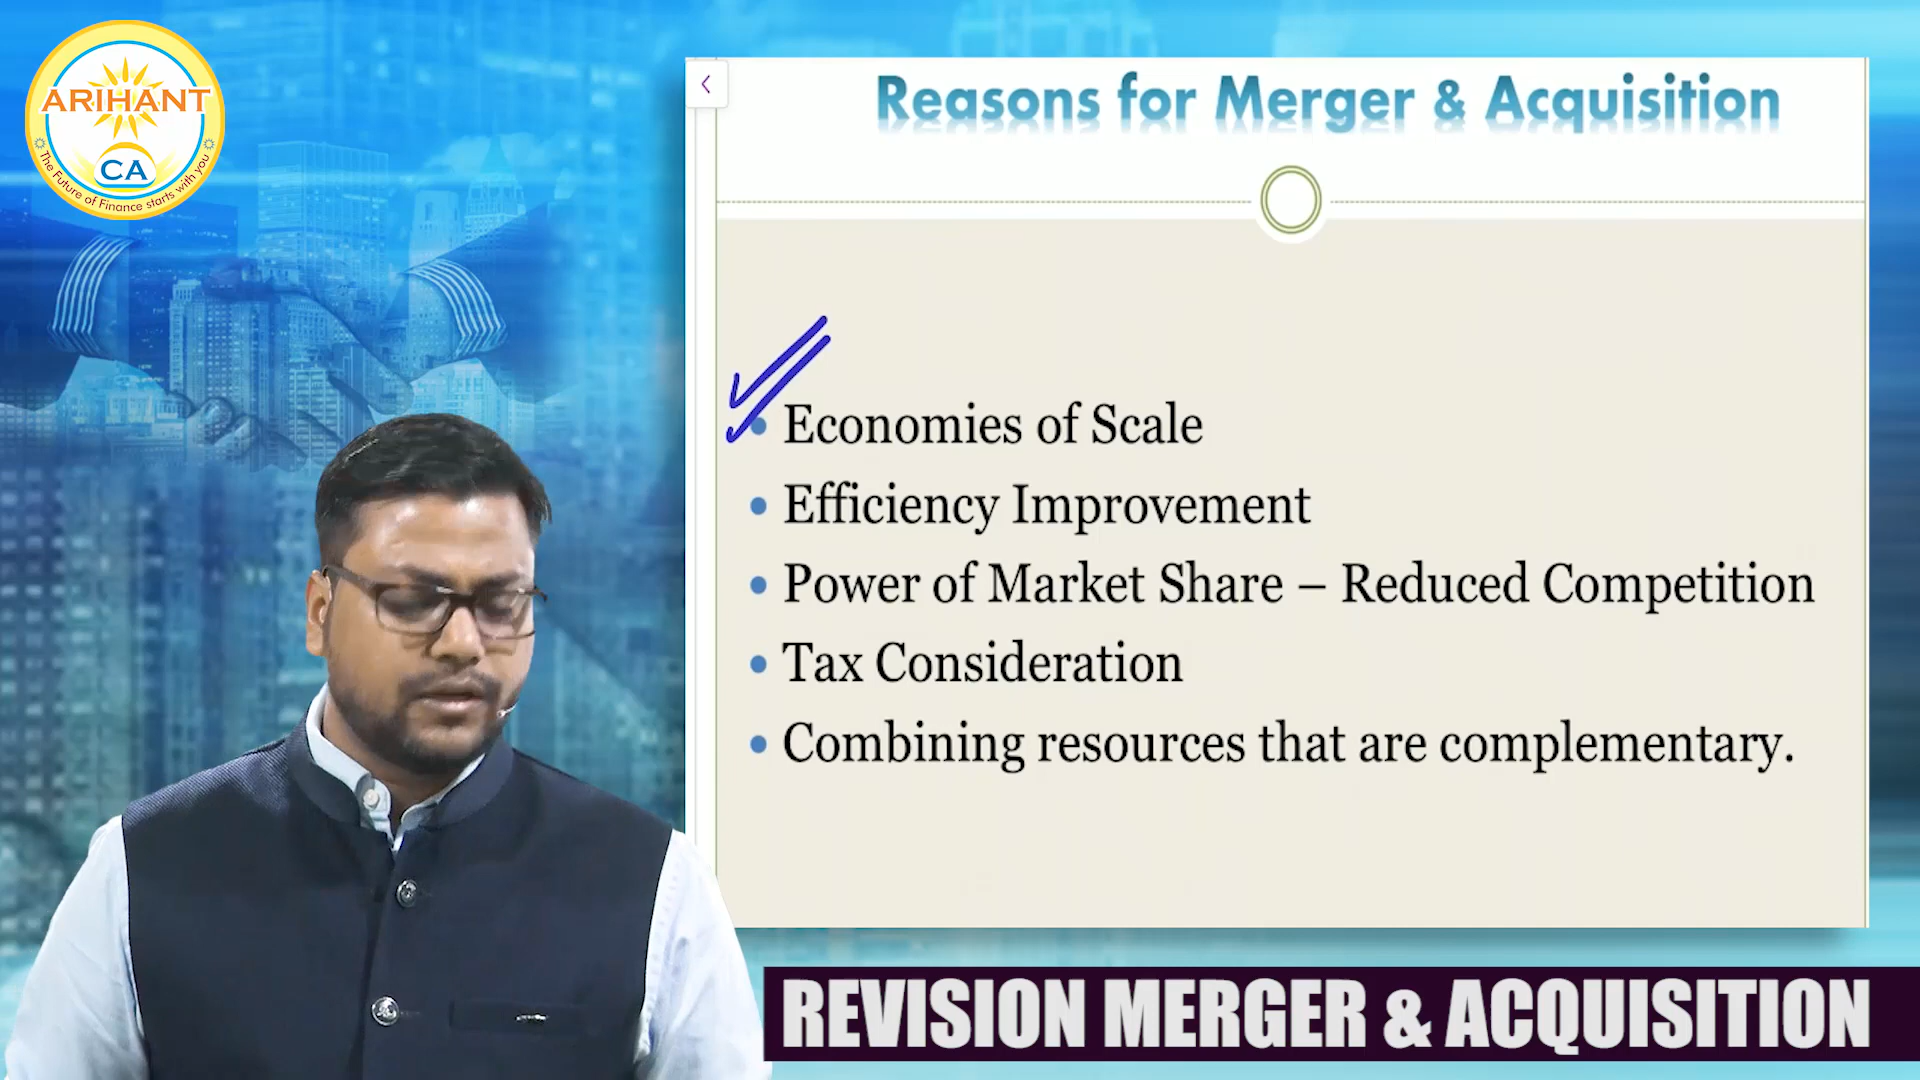 ARIHANT
CA
The Future of Finance starts with you
Reasons for Merger & Acquisition
• Economies of Scale
• Efficiency Improvement
• Power of Market Share – Reduced Competition
• Tax Consideration
• Combining resources that are complementary.
REVISION MERGER & ACQUISITION